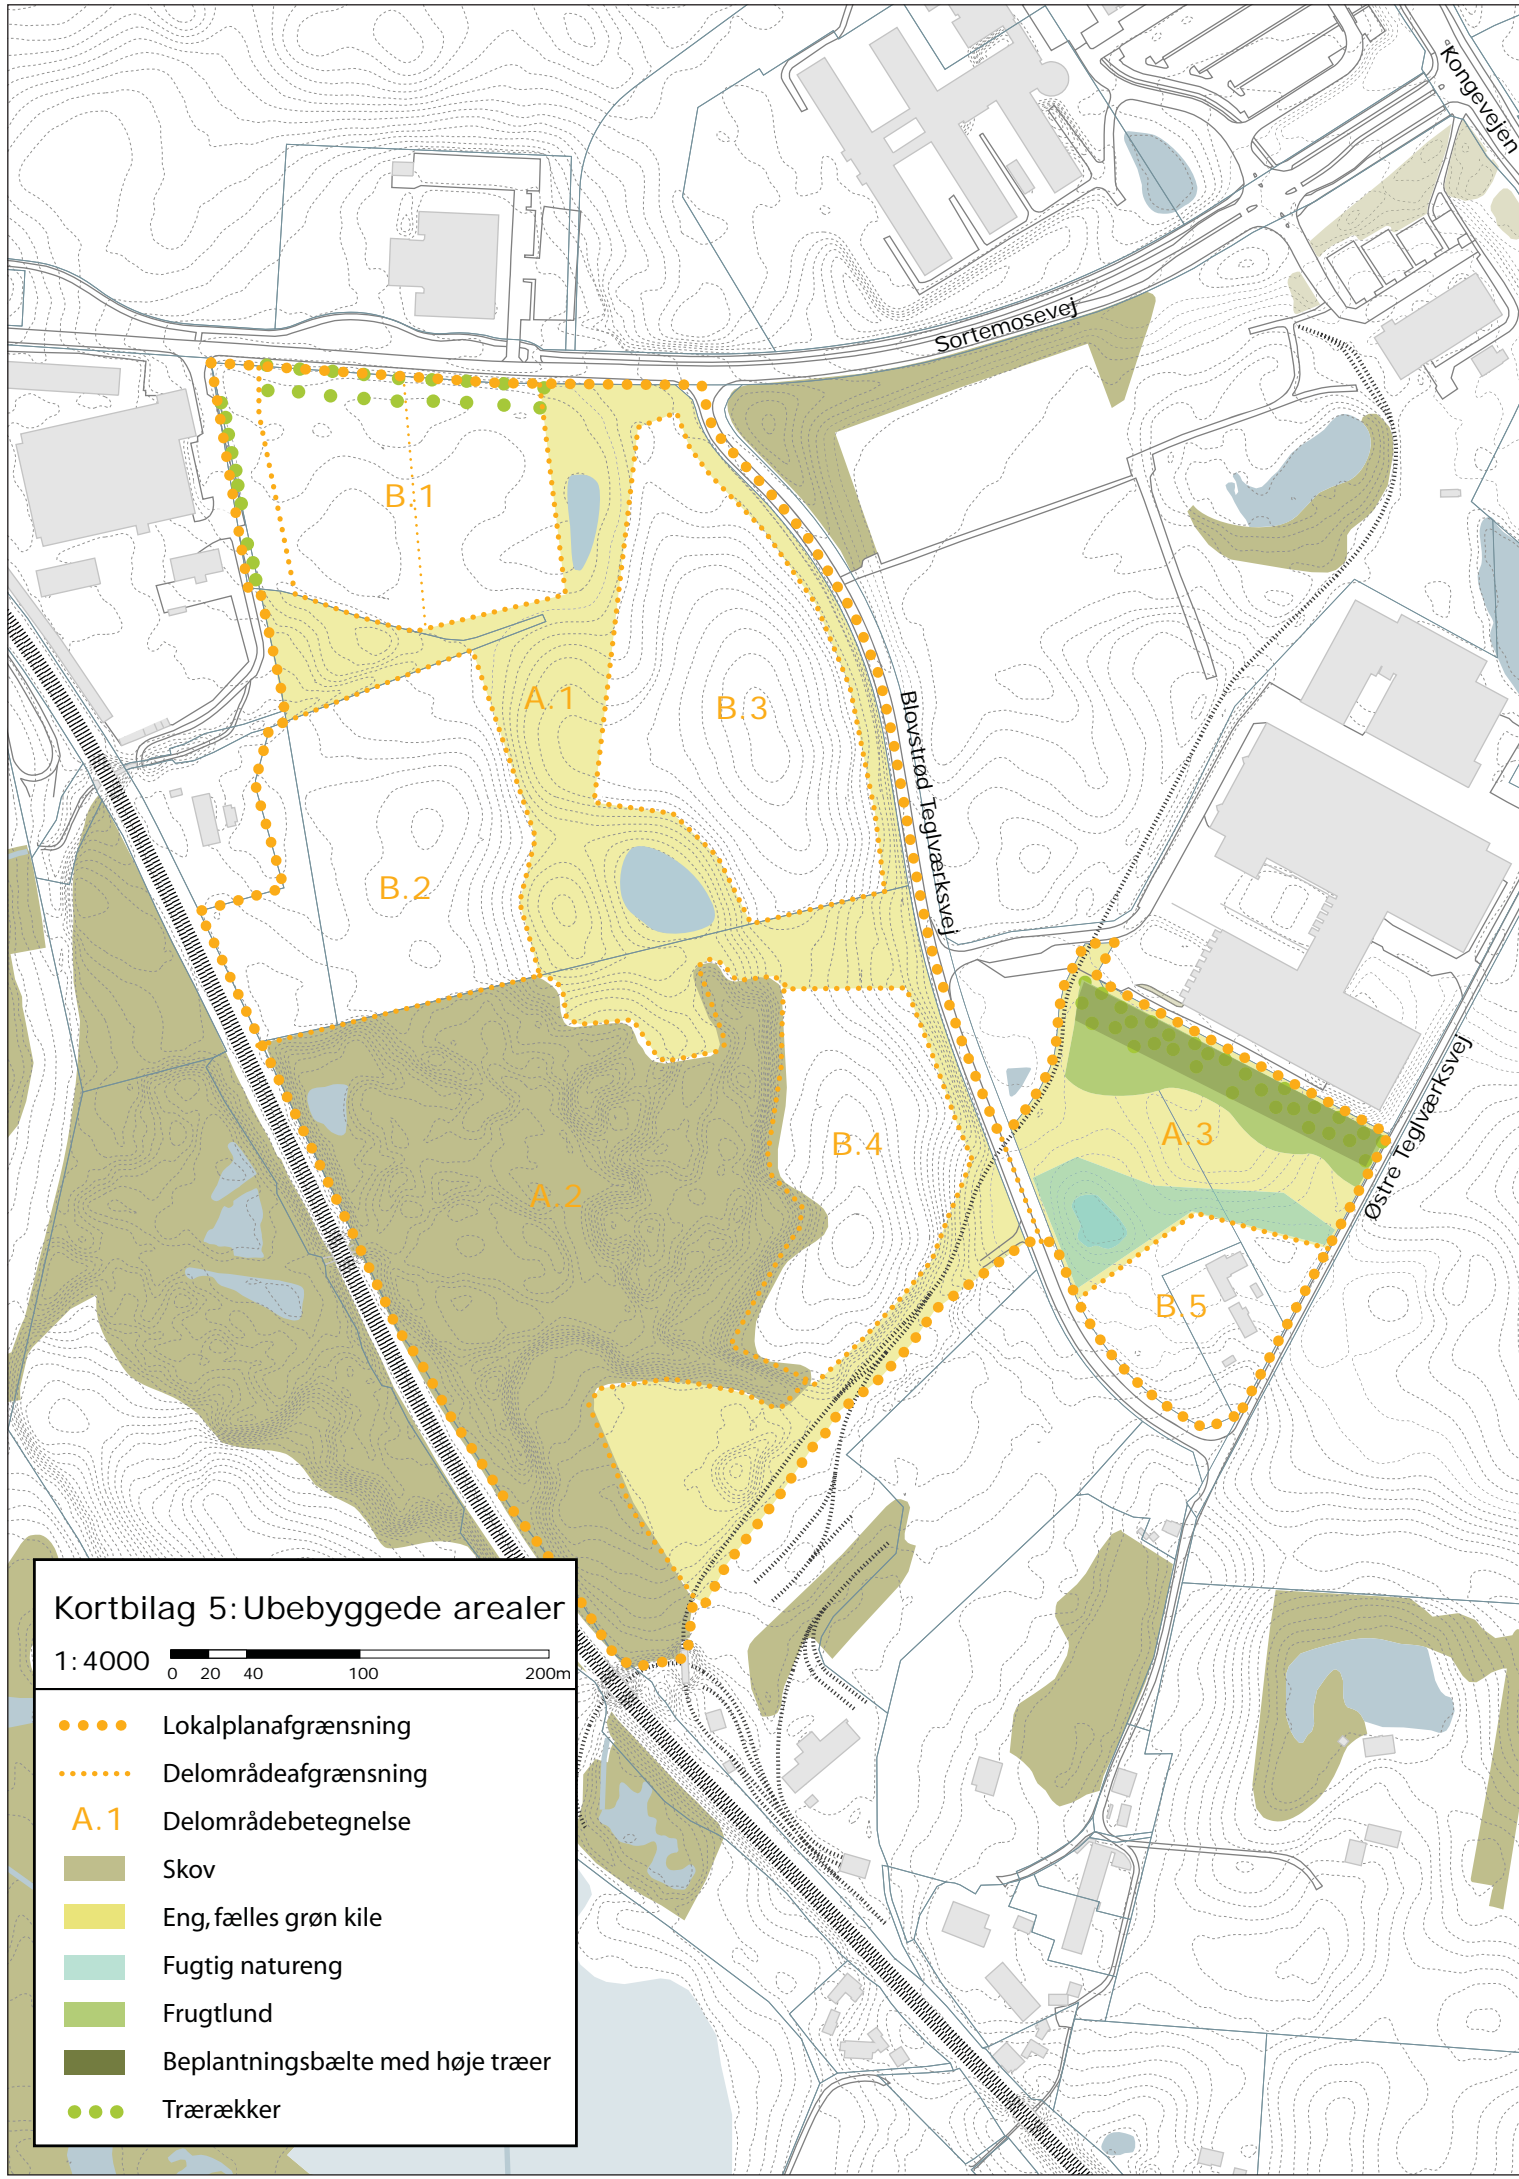 Kongevejen
Sortemosevej
B.1
A.1
B.3
Blovstrød Teglværksvej
B.2
A.3
B.4
Østre Teglværksvej
A.2
B.5
Kortbilag 5: Ubebyggede arealer
1:4000
0 20 40 100 200m
Lokalplanafgrænsning
Delområdeafgrænsning
A.1 Delområdebetegnelse
Skov
Eng, fælles grøn kile
Fugtig natureng
Frugtlund
Beplantningsbælte med høje træer
Trærækker